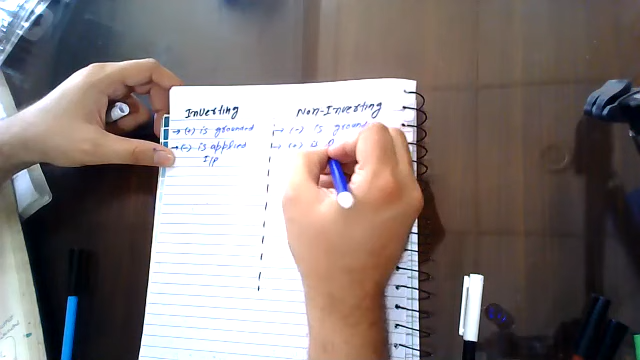 Inverting
→ (+) is grounded
→ (-) is applied
I/p
Non-Inverting
↳ (-) is ground
↳ (+) is